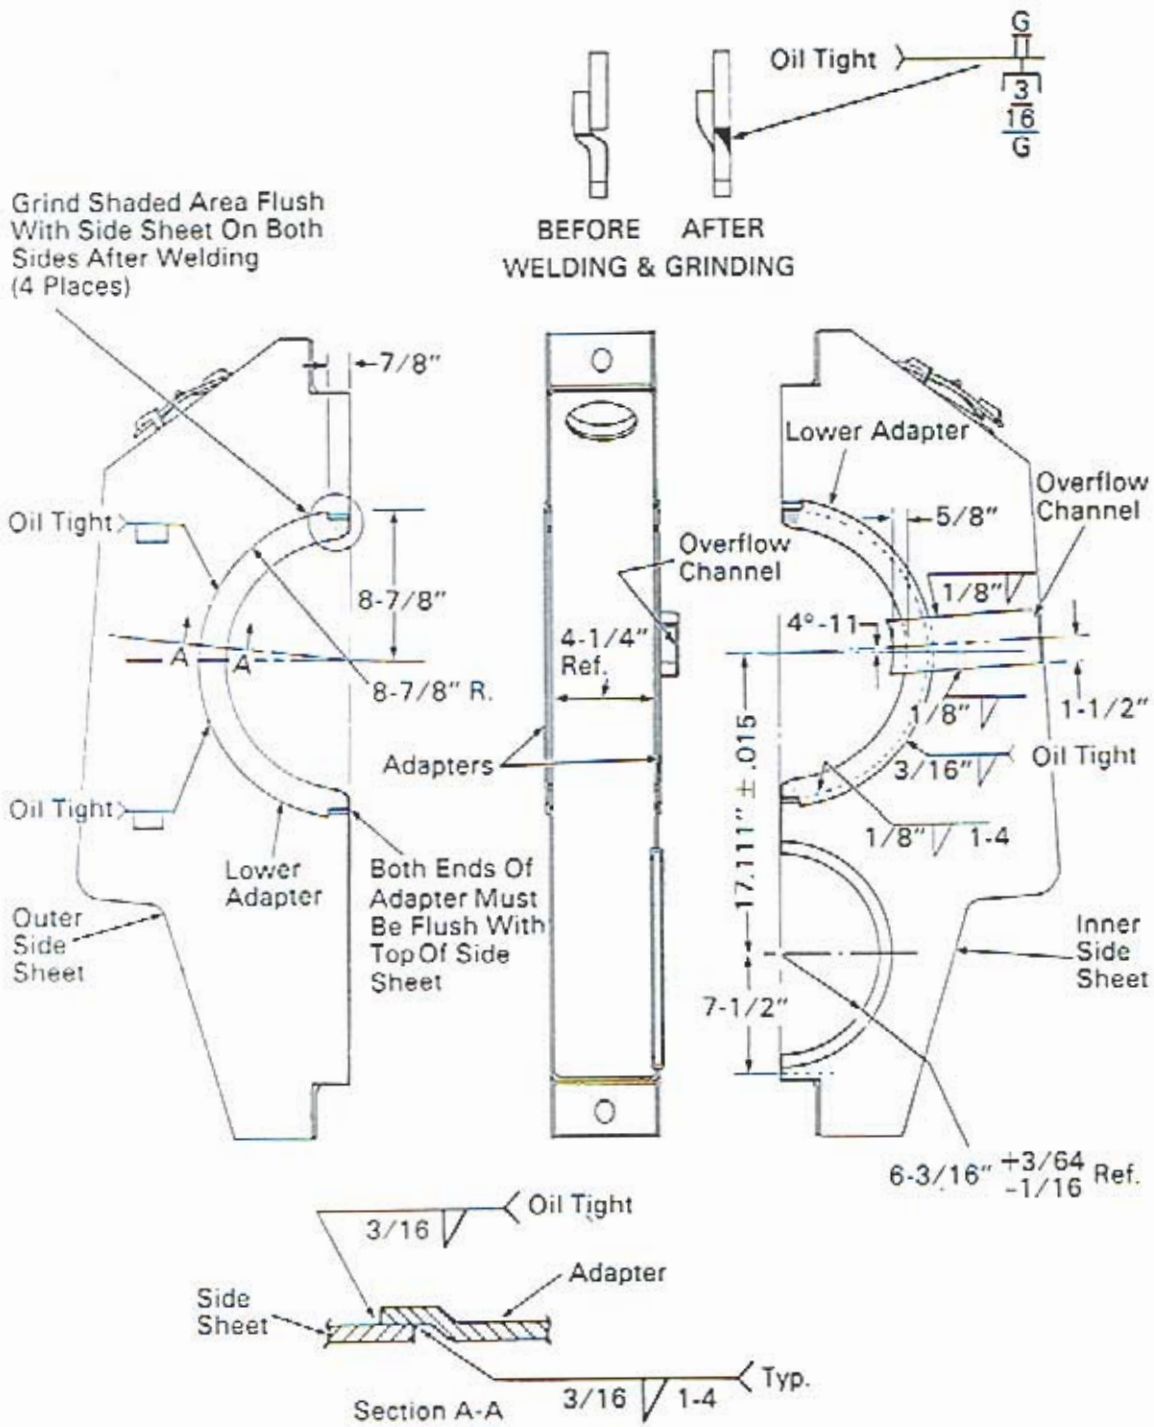 G
Oil Tight
3
16
G
Grind Shaded Area Flush
With Side Sheet On Both
Sides After Welding
(4 Places)
BEFORE AFTER
WELDING & GRINDING
7/8"
Lower Adapter
Overflow
Channel
Oil Tight
5/8"
Overflow
Channel
1/8"
8-7/8"
4°-11
4-1/4"
Ref.
A
A
8-7/8" R.
1/8"
1-1/2"
Adapters
3/16"
Oil Tight
17.111" ± .015
Oil Tight
1/8"
1-4
Lower
Adapter
Both Ends Of
Adapter Must
Be Flush With
Top Of Side
Sheet
Outer
Side
Sheet
Inner
Side
Sheet
7-1/2"
6-3/16" +3/64 -1/16 Ref.
Oil Tight
3/16
Adapter
Side
Sheet
Typ.
3/16
1-4
Section A-A